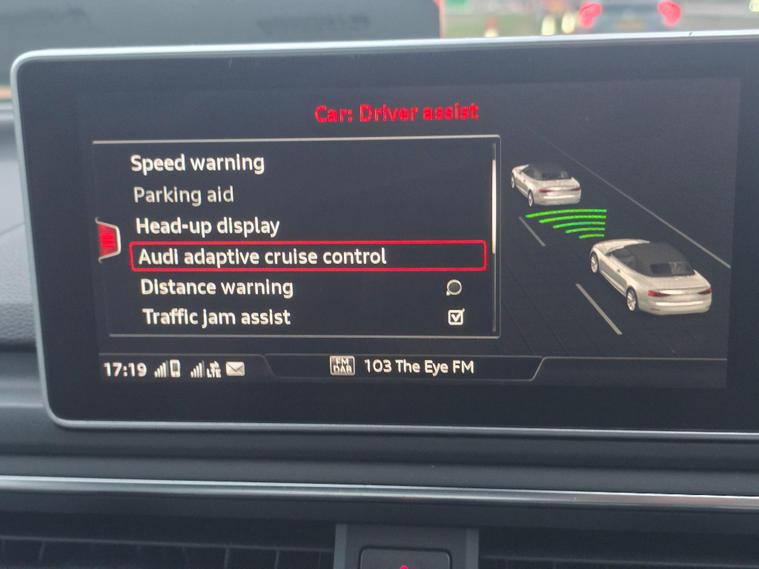 Car: Driver assist
Speed warning
Parking aid
Head-up display
Audi adaptive cruise control
Distance warning
Traffic jam assist
17:19 LTE FM DAB 103 The Eye FM